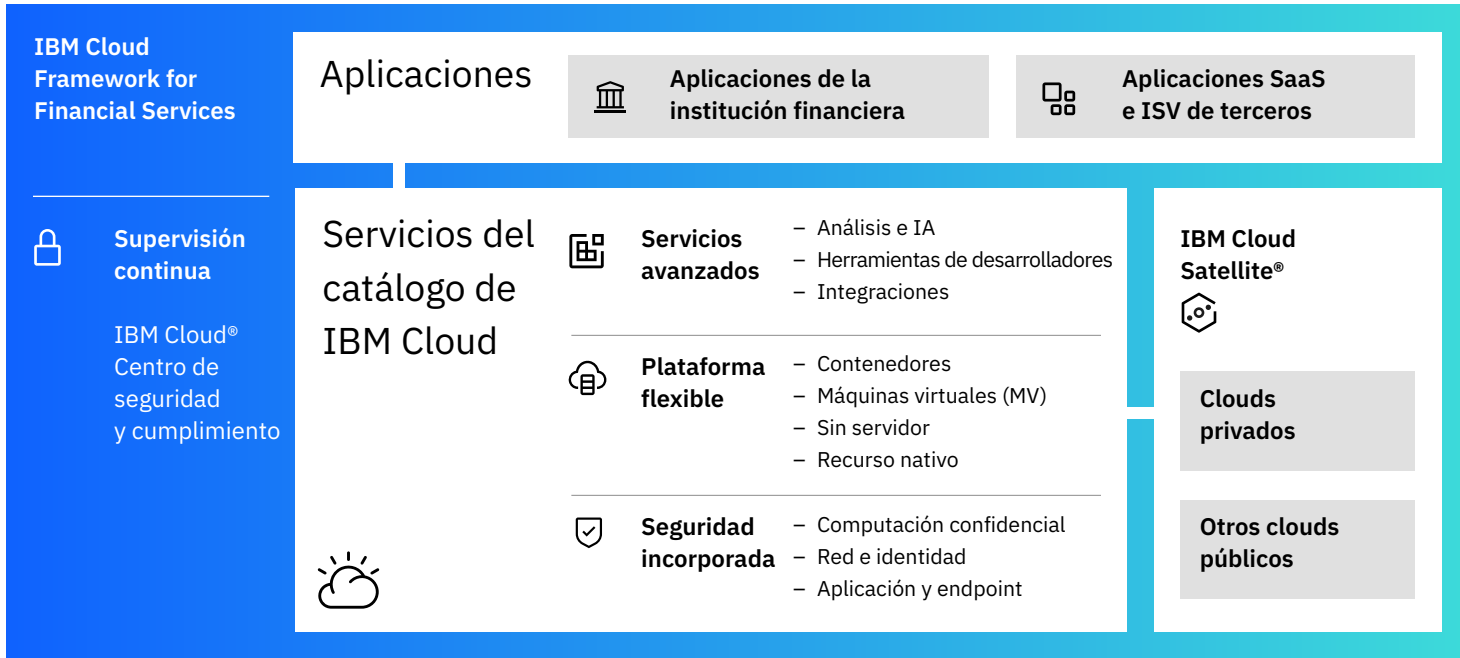 IBM Cloud
Framework for
Financial Services
Supervisión
continua
IBM Cloud®
Centro de
seguridad
y cumplimiento
Aplicaciones
Aplicaciones de la
institución financiera
Aplicaciones SaaS
e ISV de terceros
Servicios del
catálogo de
IBM Cloud
Servicios
avanzados
– Análisis e IA
– Herramientas de desarrolladores
– Integraciones
Plataforma
flexible
– Contenedores
– Máquinas virtuales (MV)
– Sin servidor
– Recurso nativo
Seguridad
incorporada
– Computación confidencial
– Red e identidad
– Aplicación y endpoint
IBM Cloud
Satellite®
Clouds
privados
Otros clouds
públicos